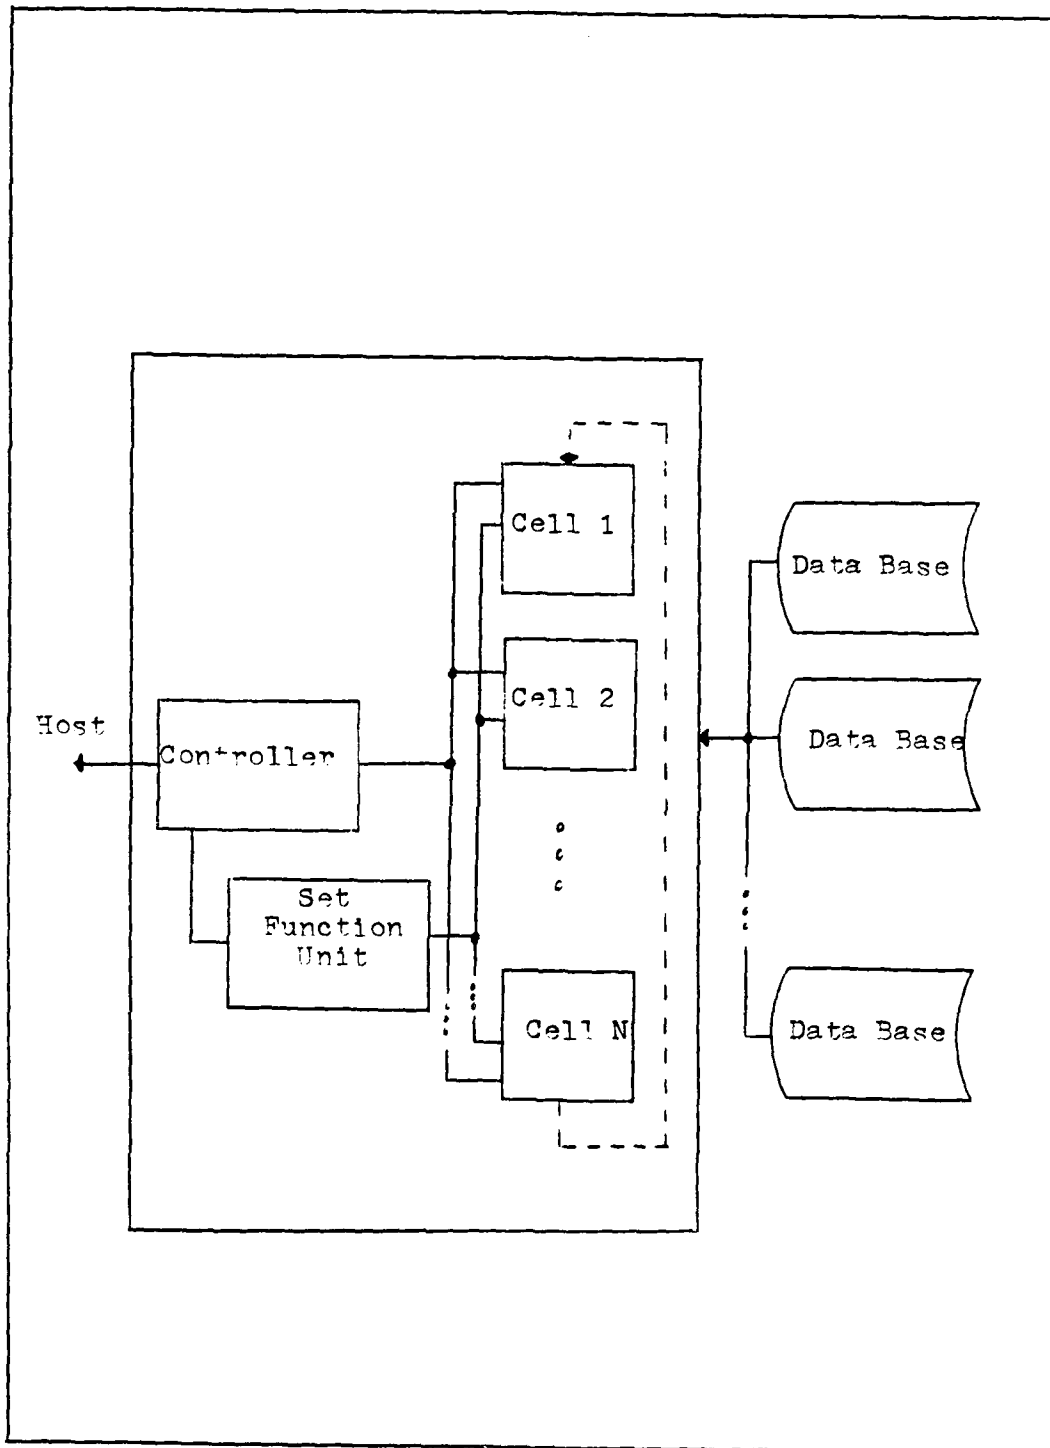 Cell 1
Data Base
Cell 2
Host
Controller
Data Base
Set
Function
Unit
Cell N
Data Base